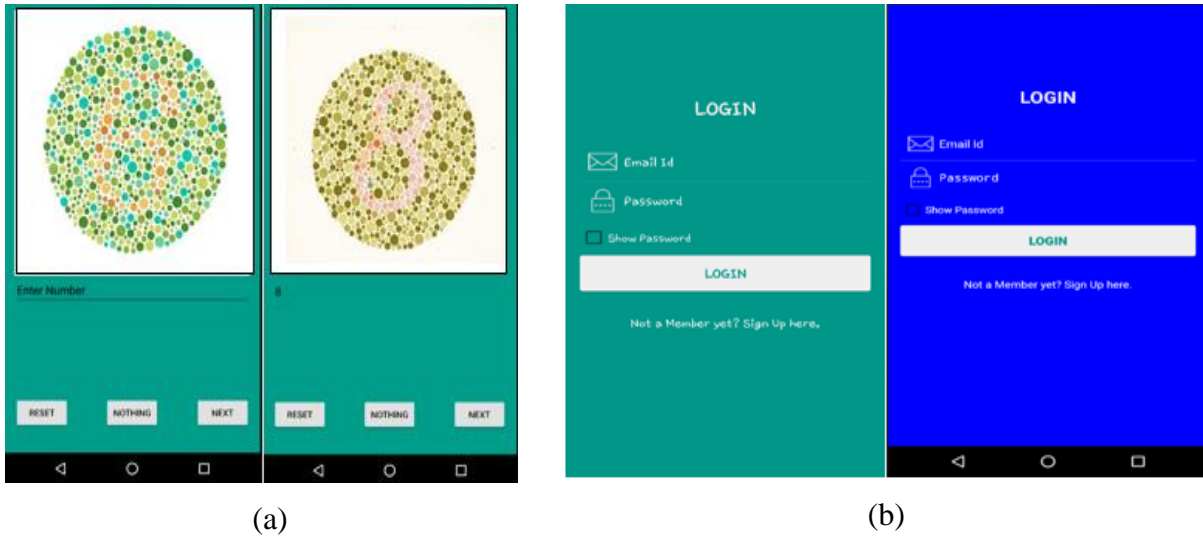 Enter Number
RESET
NOTHING
NEXT
8
8
RESET
NOTHING
NEXT
(a)
LOGIN
Email Id
Password
Show Password
LOGIN
Not a Member yet? Sign Up here.
LOGIN
Email Id
Password
Show Password
LOGIN
Not a Member yet? Sign Up here.
(b)